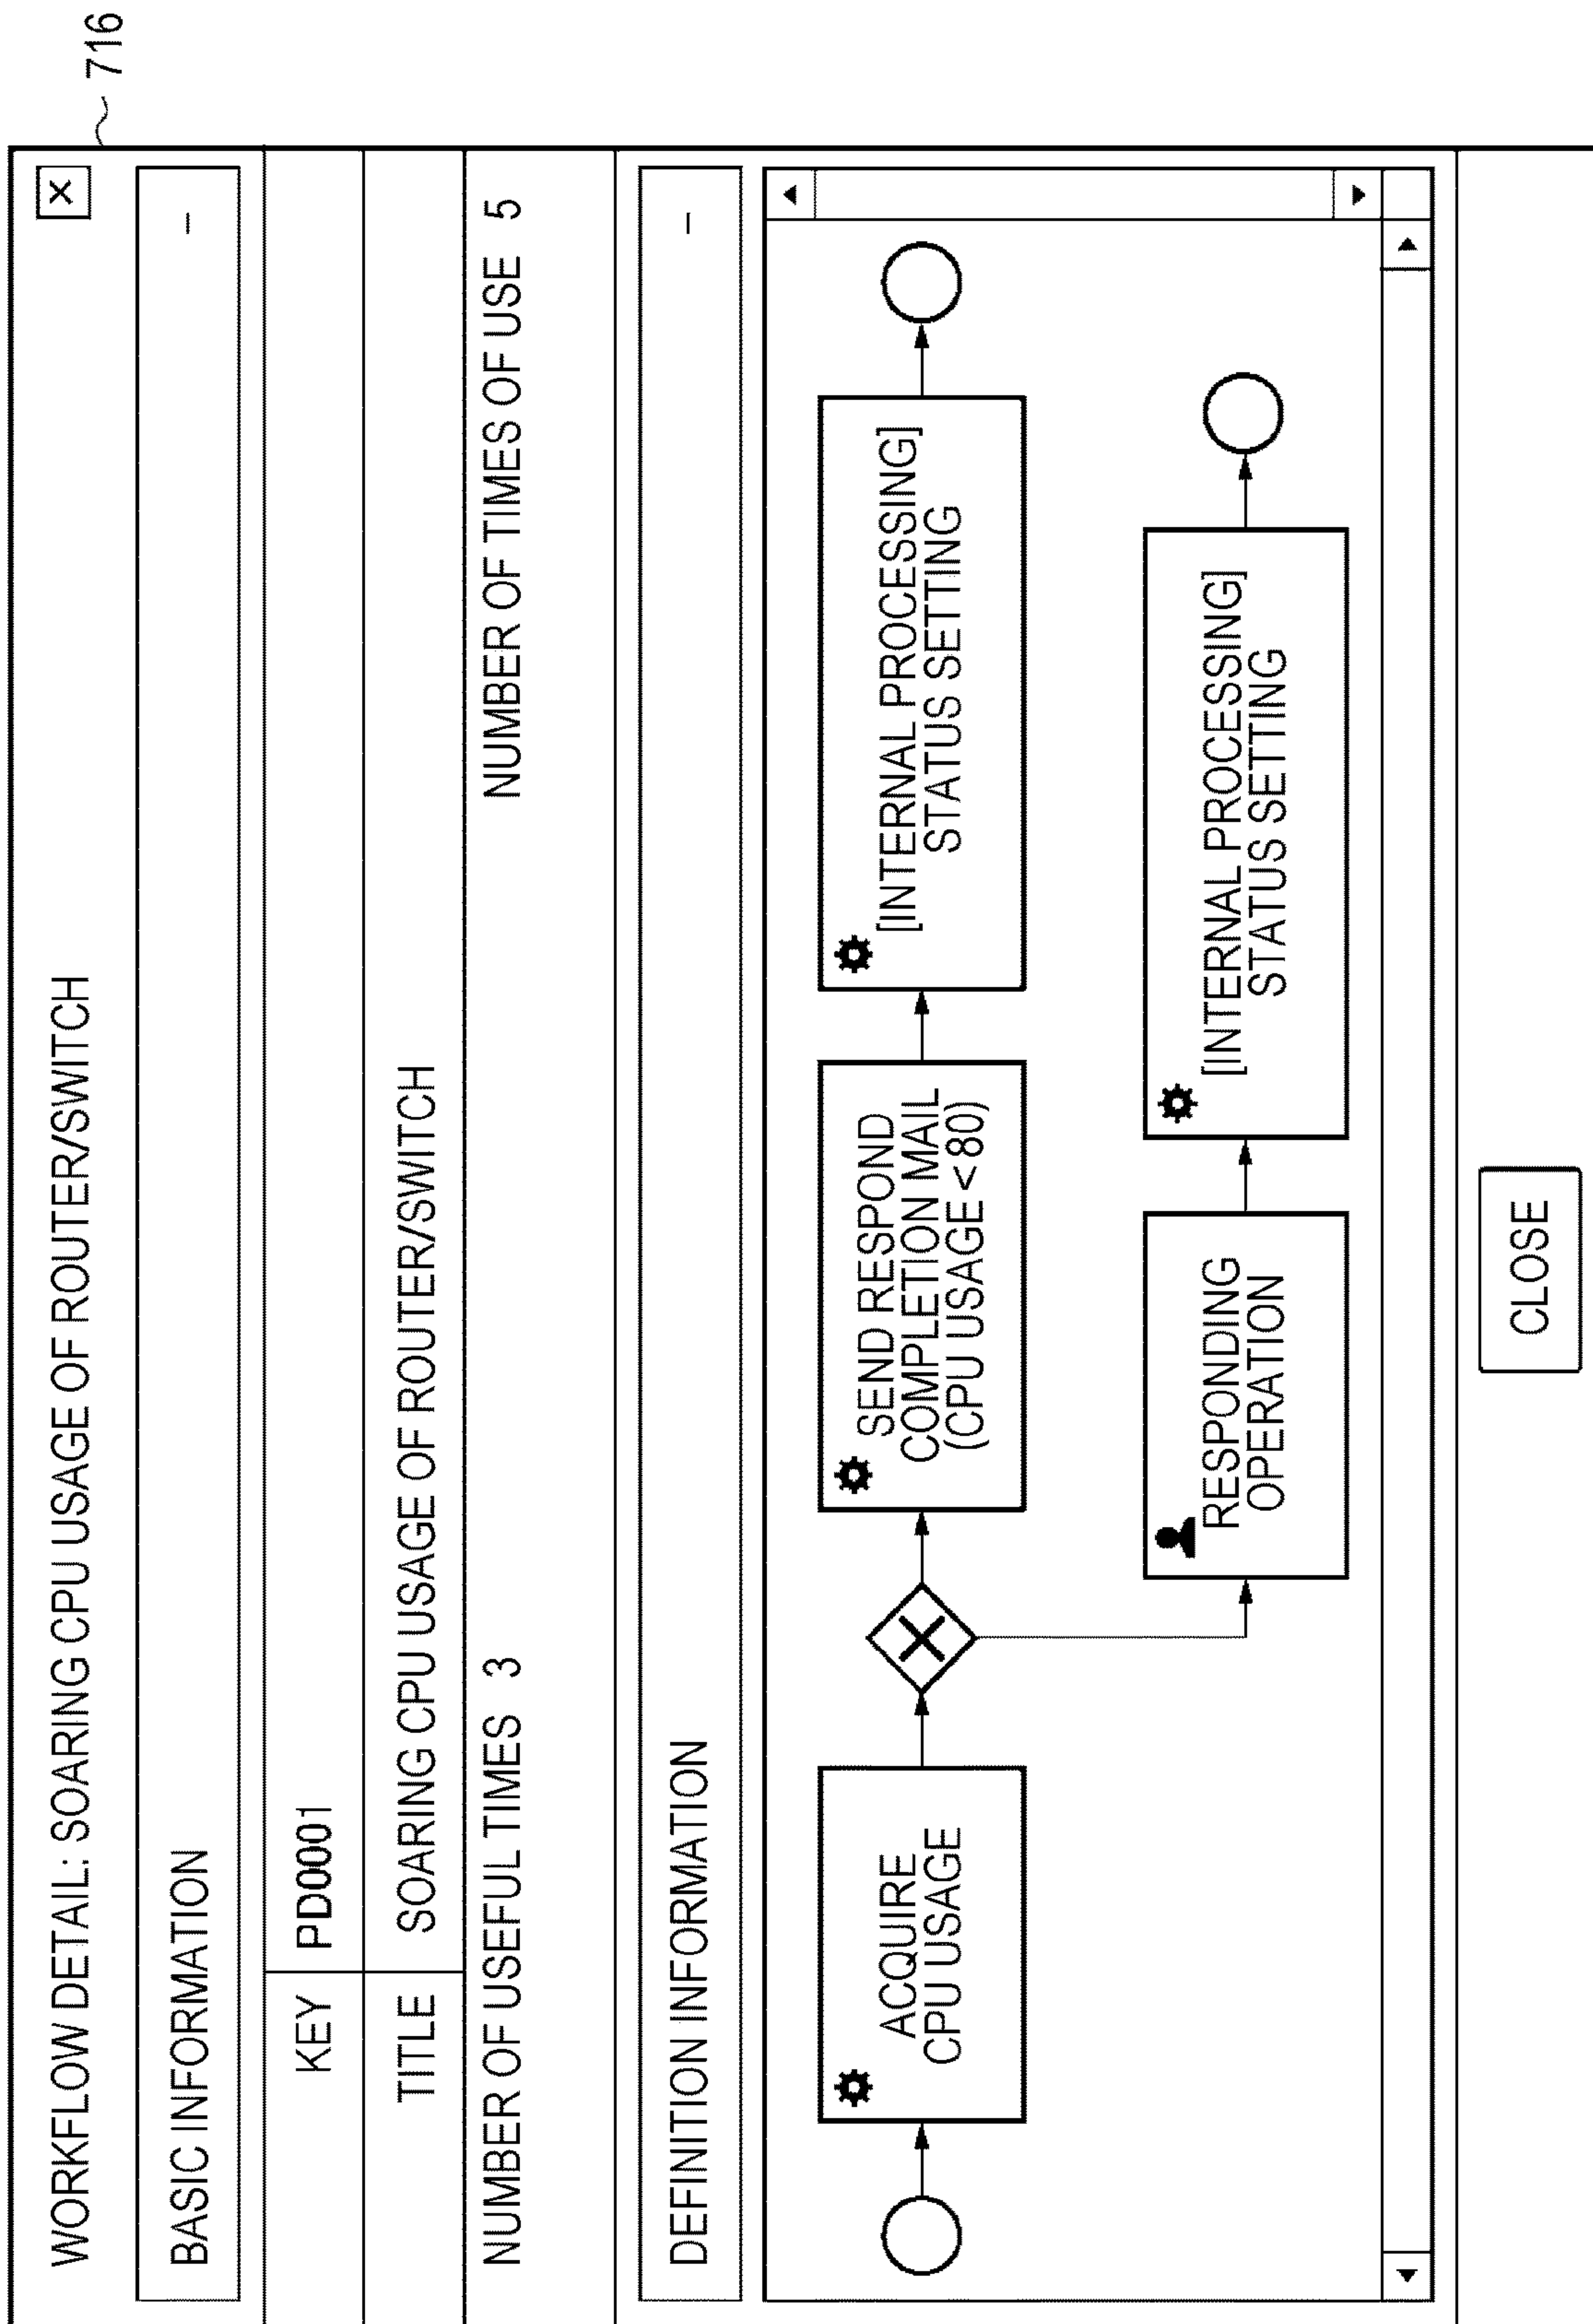 716
WORKFLOW DETAIL: SOARING CPU USAGE OF ROUTER/SWITCH
BASIC INFORMATION –
KEY PD0001
TITLE SOARING CPU USAGE OF ROUTER/SWITCH
NUMBER OF USEFUL TIMES 3 NUMBER OF TIMES OF USE 5
DEFINITION INFORMATION –
ACQUIRE
CPU USAGE
SEND RESPOND
COMPLETION MAIL
(CPU USAGE < 80)
[INTERNAL PROCESSING]
STATUS SETTING
RESPONDING
OPERATION
[INTERNAL PROCESSING]
STATUS SETTING
CLOSE